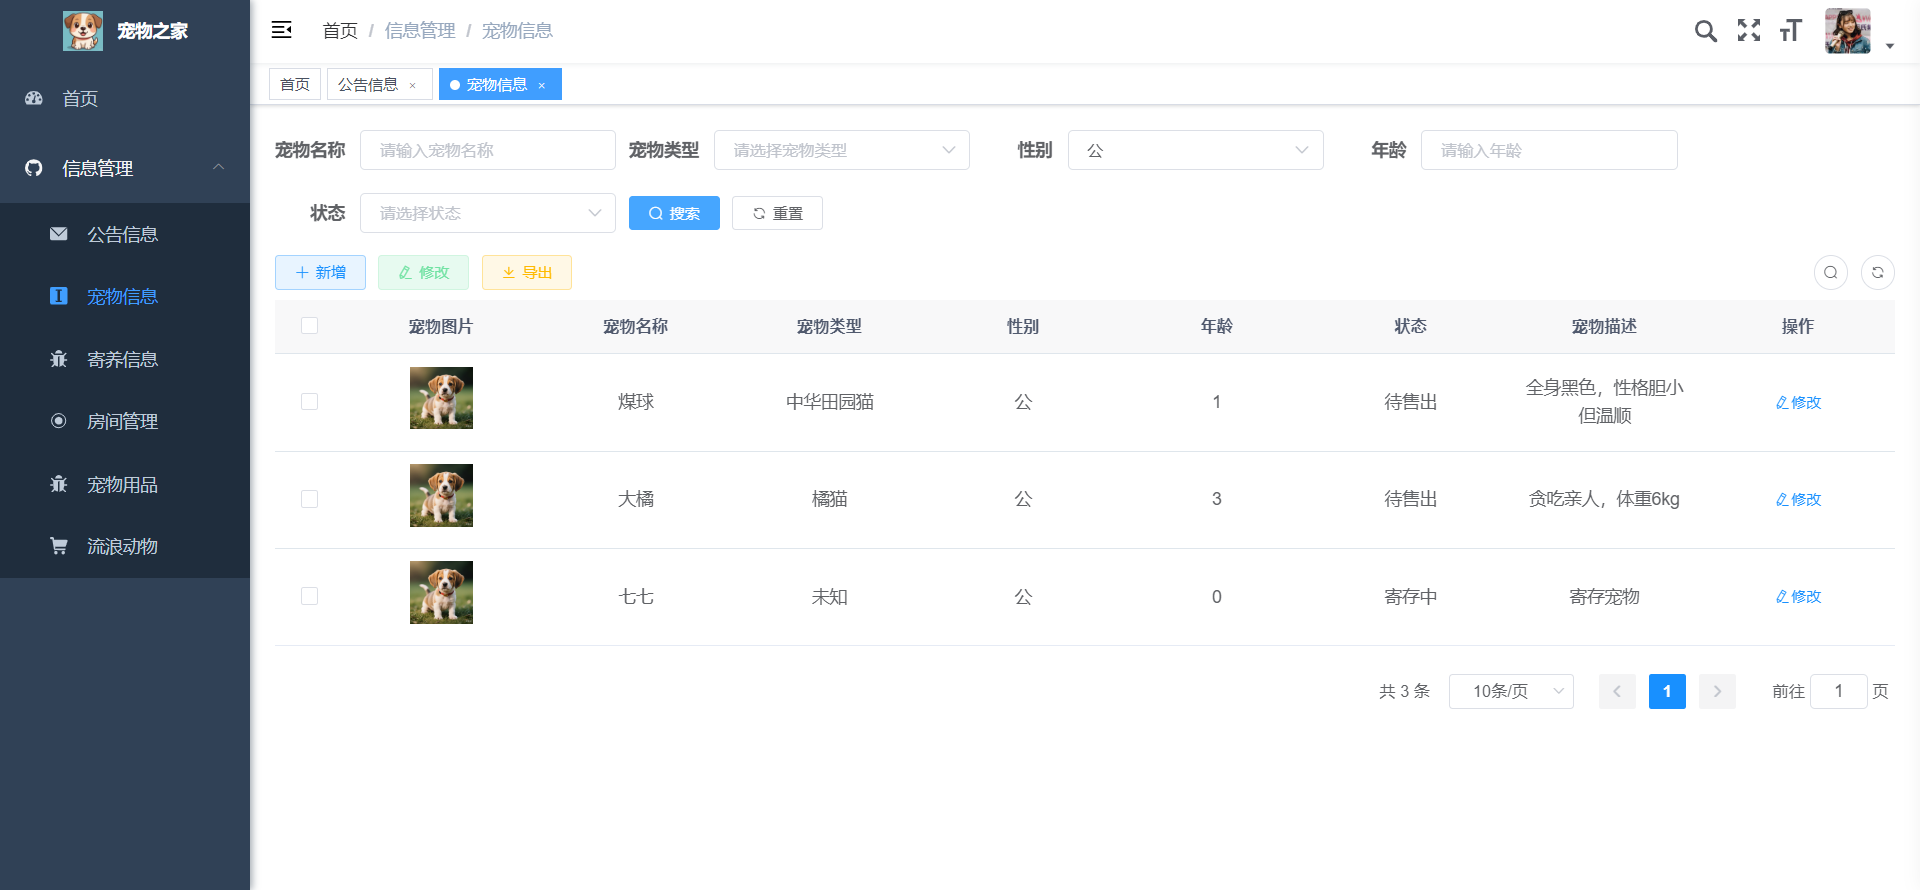 宠物之家
首页
信息管理
公告信息
宠物信息
寄养信息
房间管理
宠物用品
流浪动物
首页 / 信息管理 / 宠物信息
首页 公告信息 × 宠物信息 ×
宠物名称 请输入宠物名称 宠物类型 请选择宠物类型 性别 公 年龄 请输入年龄
状态 请选择状态 搜索 重置
新增 修改 导出
宠物图片 宠物名称 宠物类型 性别 年龄 状态 宠物描述 操作
煤球 中华田园猫 公 1 待售出 全身黑色，性格胆小 修改
但温顺
大橘 橘猫 公 3 待售出 贪吃亲人，体重6kg 修改
七七 未知 公 0 寄存中 寄存宠物 修改
共 3 条 10条/页 1 前往 1 页